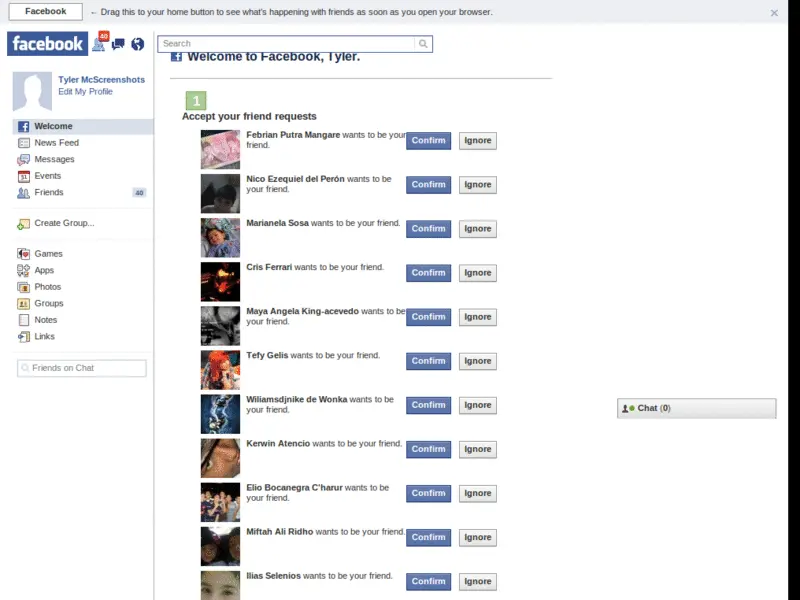 Facebook
← Drag this to your home button to see what's happening with friends as soon as you open your browser.
facebook
40
Search
Tyler McScreenshots
Edit My Profile
Welcome
News Feed
Messages
31
Events
Friends
40
Create Group...
Games
Apps
Photos
Groups
Notes
Links
Friends on Chat
Welcome to Facebook, Tyler.
1
Accept your friend requests
Febrian Putra Mangare wants to be your
friend.
Confirm
Ignore
Nico Ezequiel del Perón wants to be
your friend.
Confirm
Ignore
Marianela Sosa wants to be your friend.
Confirm
Ignore
Cris Ferrari wants to be your friend.
Confirm
Ignore
Maya Angela King-acevedo wants to be
your friend.
Confirm
Ignore
Tefy Gelis wants to be your friend.
Confirm
Ignore
Wiliamsdjnike de Wonka wants to be
your friend.
Confirm
Ignore
Kerwin Atencio wants to be your friend.
Confirm
Ignore
Elio Bocanegra C'harur wants to be
your friend.
Confirm
Ignore
Miftah Ali Ridho wants to be your friend.
Confirm
Ignore
Ilias Selenios wants to be your friend.
Confirm
Ignore
Chat (0)